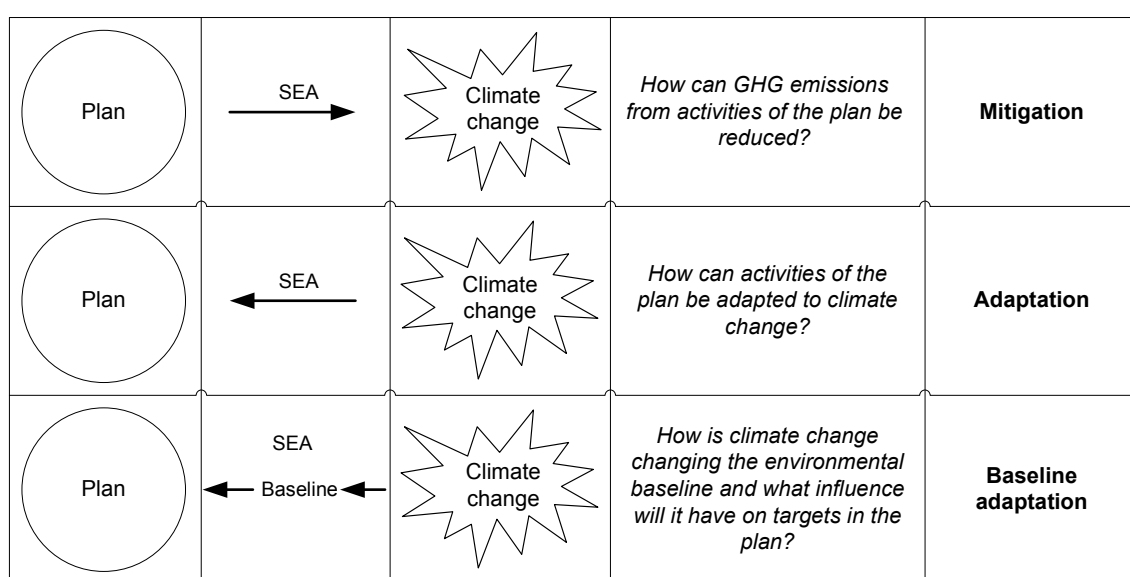 Plan
SEA
Climate
change
How can GHG emissions
from activities of the plan be
reduced?
Mitigation
Plan
SEA
Climate
change
How can activities of the
plan be adapted to climate
change?
Adaptation
Plan
SEA
Baseline
Climate
change
How is climate change
changing the environmental
baseline and what influence
will it have on targets in the
plan?
Baseline
adaptation